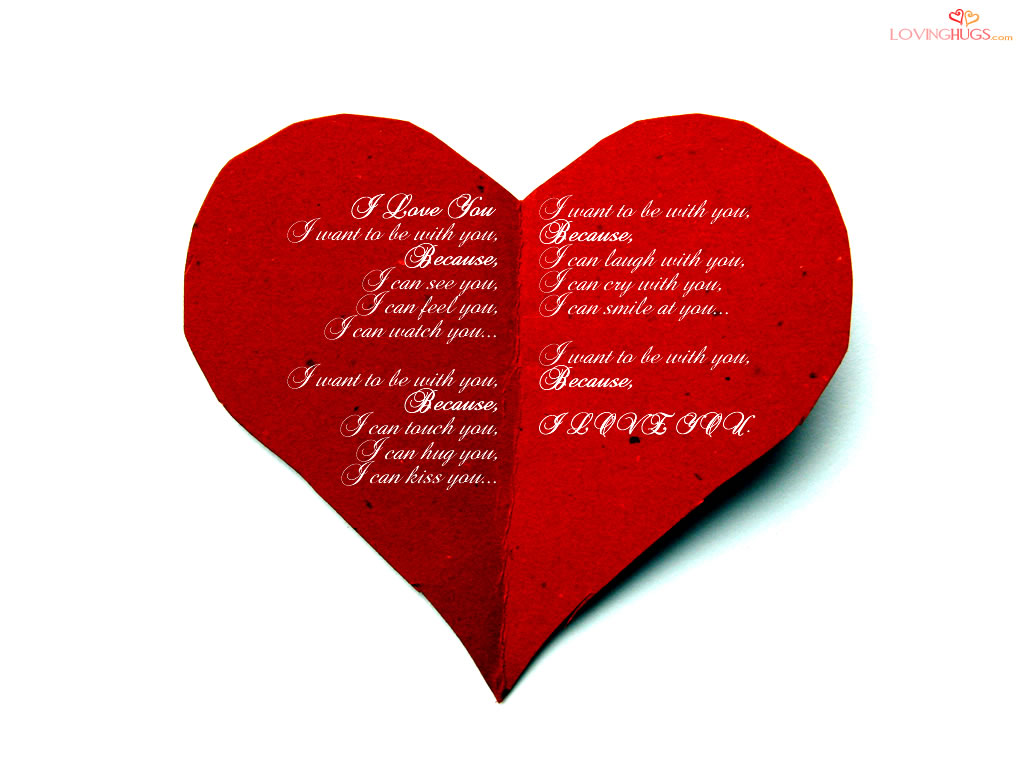 LOVINGHUGS.com
I Love You
I want to be with you,
Because,
I can see you,
I can feel you,
I can watch you...
I want to be with you,
Because,
I can touch you,
I can hug you,
I can kiss you...
I want to be with you,
Because,
I can laugh with you,
I can cry with you,
I can smile at you...
I want to be with you,
Because,
I LOVE YOU.